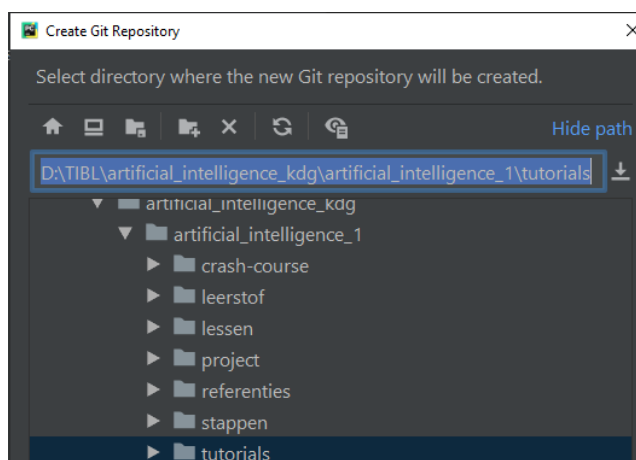 Create Git Repository
Select directory where the new Git repository will be created.
Hide path
D:\TIBL\artificial_intelligence_kdg\artificial_intelligence_1\tutorials
artificial_intelligence_kdg
artificial_intelligence_1
crash-course
leerstof
lessen
project
referenties
stappen
tutorials